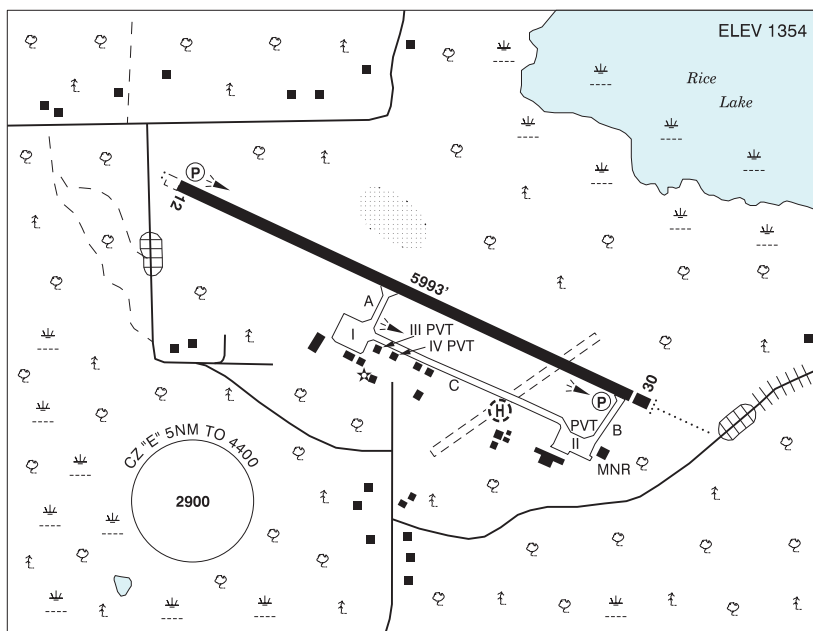 ELEV 1354
Rice
Lake
P
12
5993'
A
I
III PVT
IV PVT
C
30
P
H
PVT
II
B
MNR
CZ "E" 5NM TO 4400
2900